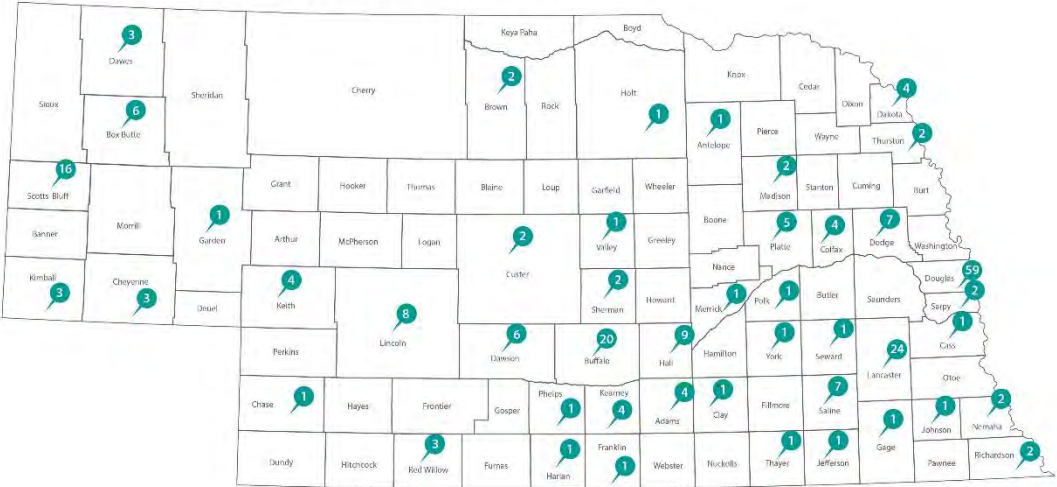 Keya Paha
Boyd
3
Dawes
Sioux
Sheridan
Cherry
2
Brown
Rock
Holt
1
Knox
Cedar
Dixon
4
Dakota
6
Box Butte
1
Antelope
Pierce
Wayne
Thurston
2
16
Scotts Bluff
Morrill
1
Garden
Grant
Hooker
Thomas
Blaine
Loup
Garfield
Wheeler
2
Madison
Stanton
Cuming
Burt
Banner
Arthur
McPherson
Logan
2
Custer
1
Valley
Greeley
Boone
5
Platte
4
Colfax
7
Dodge
Washington
Kimball
3
Cheyenne
3
Deuel
4
Keith
8
Lincoln
2
Sherman
Howard
Nance
Merrick
1
Polk
1
Butler
Saunders
Douglas
59
Sarpy
2
Perkins
6
Dawson
20
Buffalo
9
Hall
Hamilton
1
York
1
Seward
24
Lancaster
1
Cass
Otoe
Chase
1
Hayes
Frontier
Gosper
Phelps
1
Kearney
4
4
Adams
1
Clay
Fillmore
7
Saline
1
Gage
1
Johnson
2
Nemaha
Dundy
Hitchcock
3
Red Willow
Furnas
1
Harlan
Franklin
1
Webster
Nuckolls
1
Thayer
1
Jefferson
Pawnee
Richardson
2